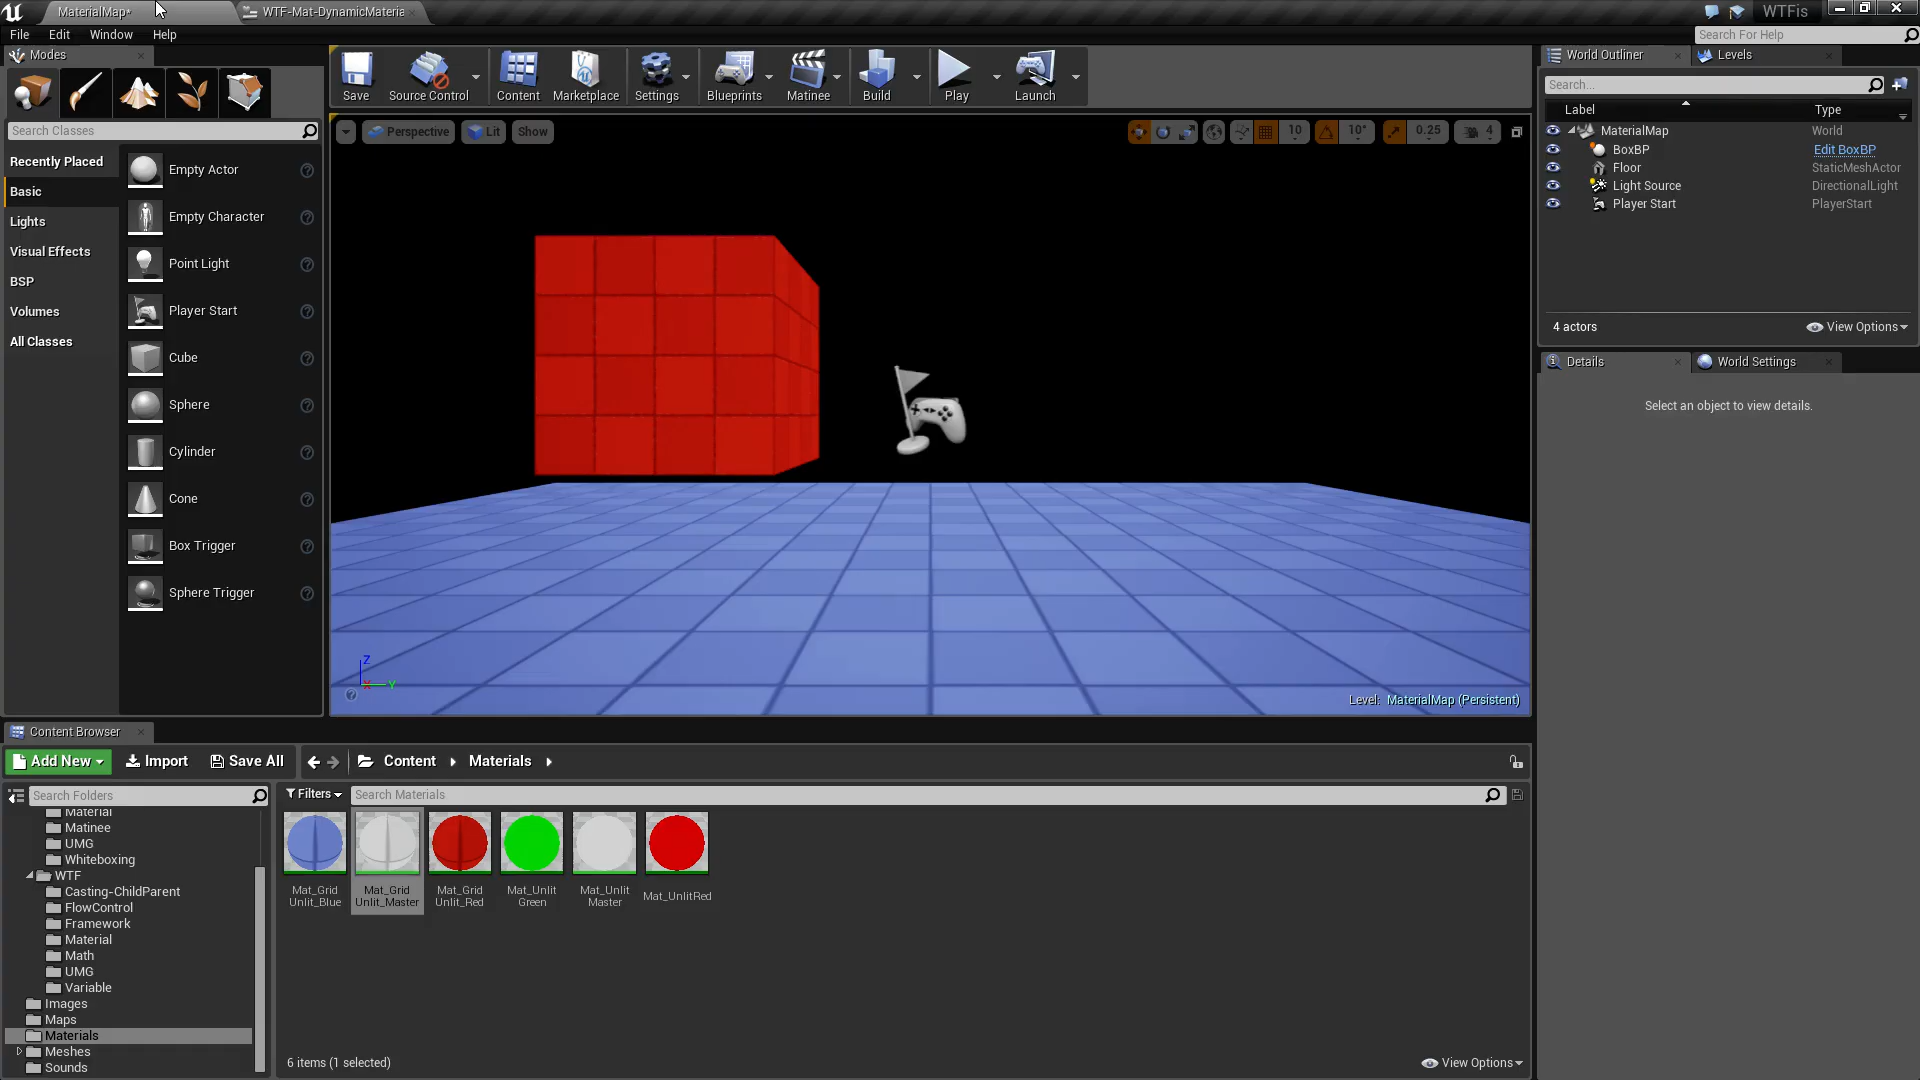 MaterialMap*
WTF-Mat-DynamicMateria
WTFis
File
Edit
Window
Help
Search For Help
Modes
Search Classes
Recently Placed
Basic
Lights
Visual Effects
BSP
Volumes
All Classes
Empty Actor
Empty Character
Point Light
Player Start
Cube
Sphere
Cylinder
Cone
Box Trigger
Sphere Trigger
Save
Source Control
Content
Marketplace
Settings
Blueprints
Matinee
Build
Play
Launch
Perspective
Lit
Show
10
10°
0.25
4
Z
X
Y
Level: MaterialMap (Persistent)
World Outliner
Levels
Search...
Label
Type
MaterialMap
World
BoxBP
Edit BoxBP
Floor
StaticMeshActor
Light Source
DirectionalLight
Player Start
PlayerStart
4 actors
View Options
Details
World Settings
Select an object to view details.
Content Browser
Add New
Import
Save All
Content
Materials
Search Folders
Material
Matinee
UMG
Whiteboxing
WTF
Casting-ChildParent
FlowControl
Framework
Material
Math
UMG
Variable
Images
Maps
Materials
Meshes
Sounds
Filters
Search Materials
Mat_Grid
Unlit_Blue
Mat_Grid
Unlit_Master
Mat_Grid
Unlit_Red
Mat_Unlit
Green
Mat_Unlit
Master
Mat_UnlitRed
6 items (1 selected)
View Options